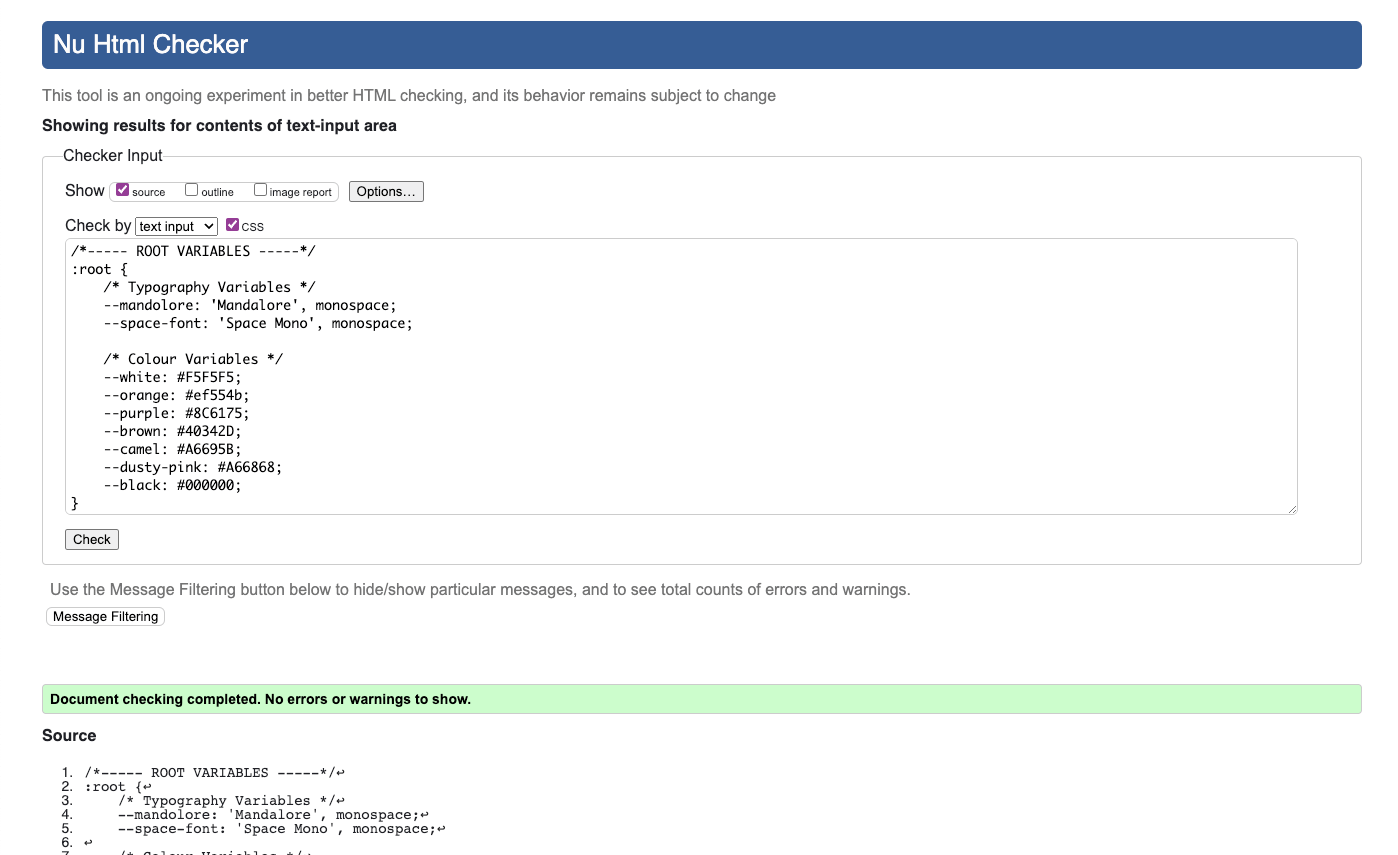 Nu Html Checker
This tool is an ongoing experiment in better HTML checking, and its behavior remains subject to change
Showing results for contents of text-input area
Checker Input
Show source outline image report Options...
Check by text input CSS
/*----- ROOT VARIABLES -----*/
:root {
    /* Typography Variables */
    --mandolore: 'Mandalore', monospace;
    --space-font: 'Space Mono', monospace;

    /* Colour Variables */
    --white: #F5F5F5;
    --orange: #ef554b;
    --purple: #8C6175;
    --brown: #40342D;
    --camel: #A6695B;
    --dusty-pink: #A66868;
    --black: #000000;
}
Check
Use the Message Filtering button below to hide/show particular messages, and to see total counts of errors and warnings.
Message Filtering
Document checking completed. No errors or warnings to show.
Source
1. /*----- ROOT VARIABLES -----*/↩
2. :root {↩
3.     /* Typography Variables */↩
4.     --mandolore: 'Mandalore', monospace;↩
5.     --space-font: 'Space Mono', monospace;↩
6. ↩
7.     /* Colour Variables */↩